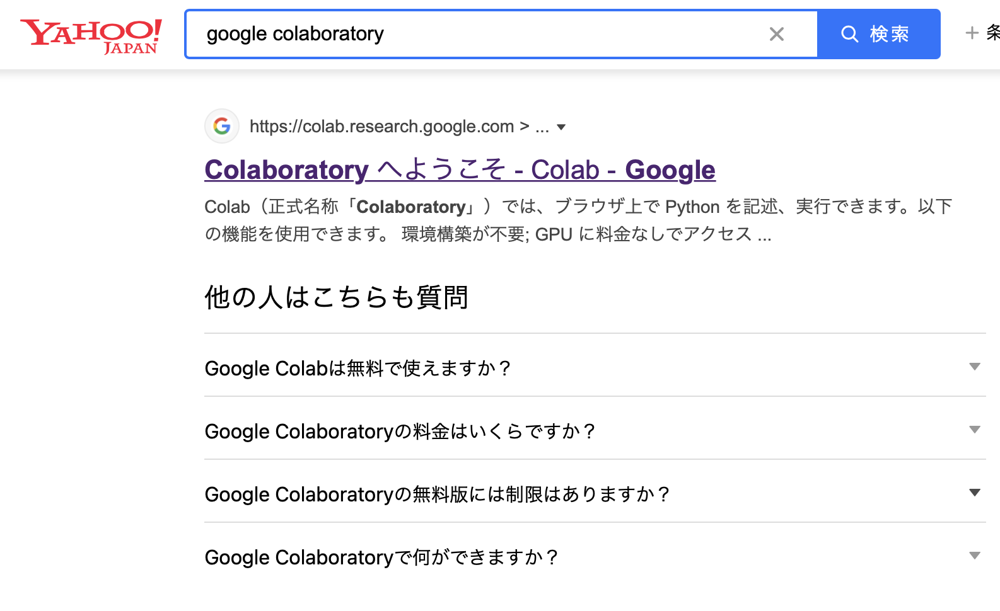 YAHOO!
JAPAN
google colaboratory
検索
条
https://colab.research.google.com > ...
Colaboratory へようこそ - Colab - Google
Colab（正式名称「Colaboratory」）では、ブラウザ上で Python を記述、実行できます。以下
の機能を使用できます。 環境構築が不要; GPU に料金なしでアクセス ...
他の人はこちらも質問
Google Colabは無料で使えますか？
Google Colaboratoryの料金はいくらですか？
Google Colaboratoryの無料版には制限はありますか？
Google Colaboratoryで何ができますか？